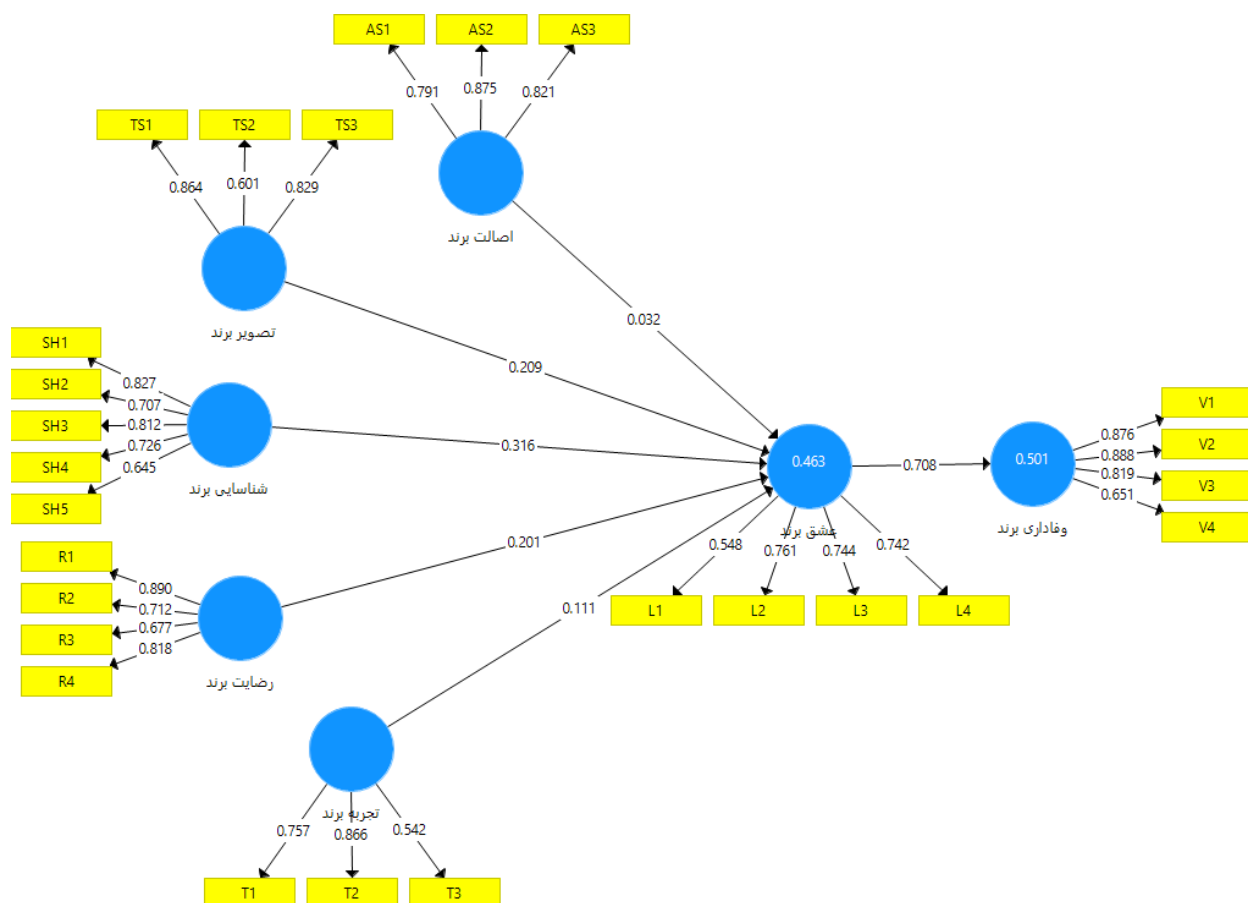 AS1 AS2 AS3
0.791 0.875 0.821
اصالت برند
TS1 TS2 TS3
0.864 0.601 0.829
تصویر برند
0.032
0.209
SH1
SH2
SH3
SH4
SH5
0.827
0.707
0.812
0.726
0.645
شناسایی برند
0.316
R1
R2
R3
R4
0.890
0.712
0.677
0.818
رضایت برند
0.201
0.111
تجربه برند
0.757 0.866 0.542
T1 T2 T3
0.463
عشق برند
0.548 0.761 0.744 0.742
L1 L2 L3 L4
0.708
0.501
وفاداری برند
0.876
0.888
0.819
0.651
V1
V2
V3
V4